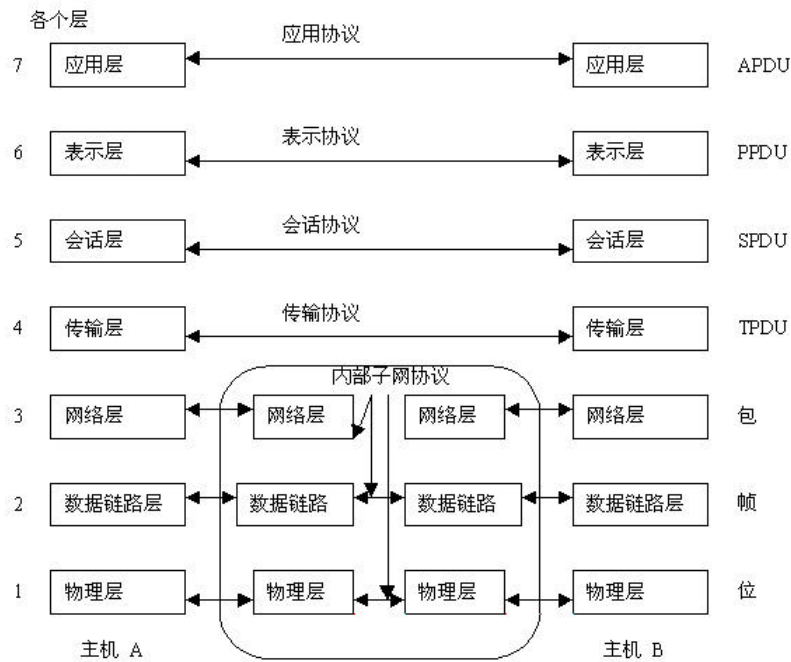 各个层
应用协议
7 应用层 应用层 APDU
表示协议
6 表示层 表示层 PPDU
会话协议
5 会话层 会话层 SPDU
传输协议
4 传输层 传输层 TPDU
内部子网协议
3 网络层 网络层 网络层 网络层 包
2 数据链路层 数据链路 数据链路 数据链路层 帧
1 物理层 物理层 物理层 物理层 位
主机 A 主机 B